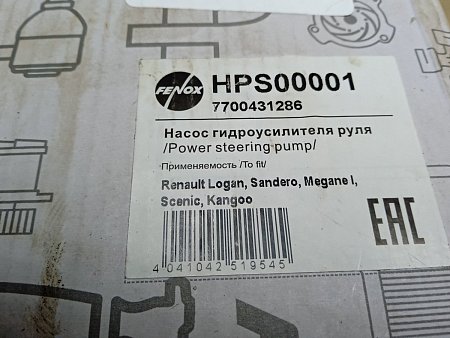 FENOX
HPS00001
7700431286
Насос гидроусилителя руля
/Power steering pump/
Применяемость /To fit/
Renault Logan, Sandero, Megane I,
Scenic, Kangoo
EAC
4 041042 519545